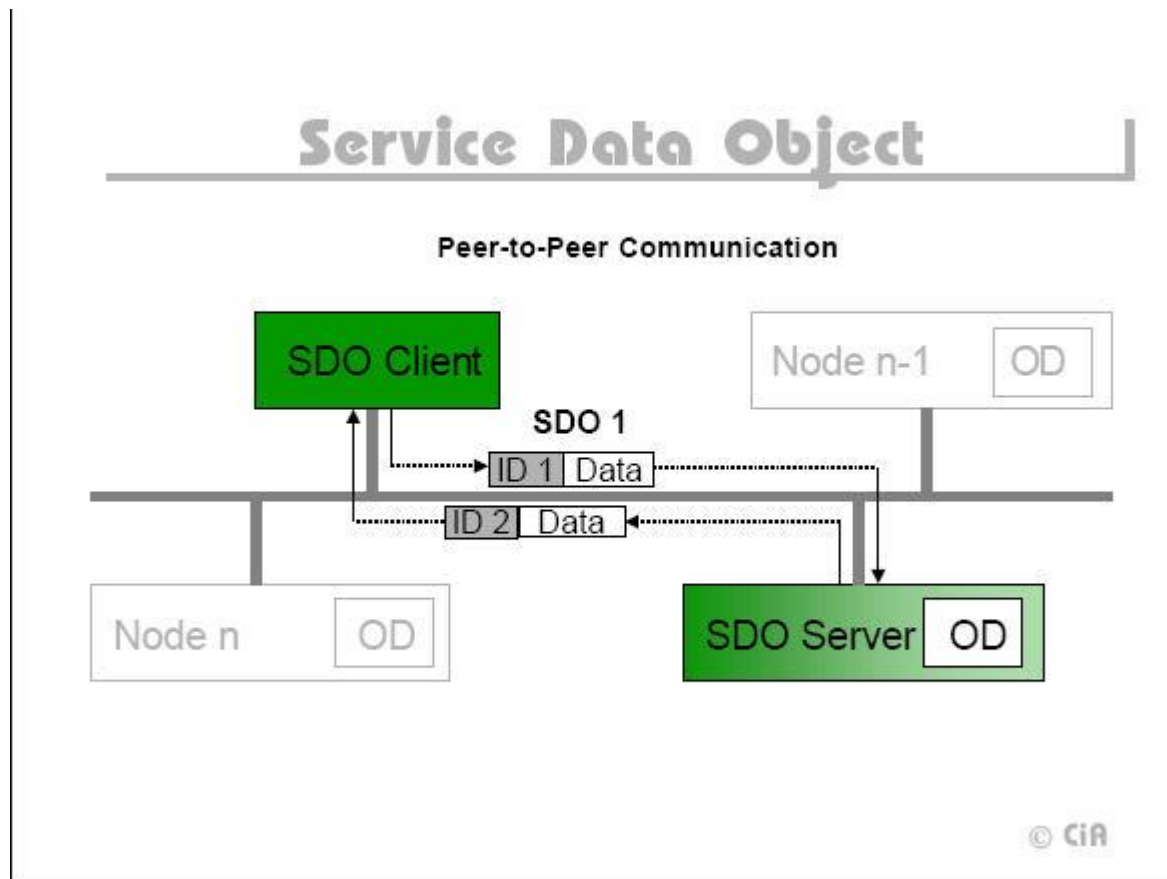 Service Data Object
Peer-to-Peer Communication
SDO Client
Node n-1 OD
SDO 1
ID 1 Data
ID 2 Data
Node n OD
SDO Server OD
© CiA